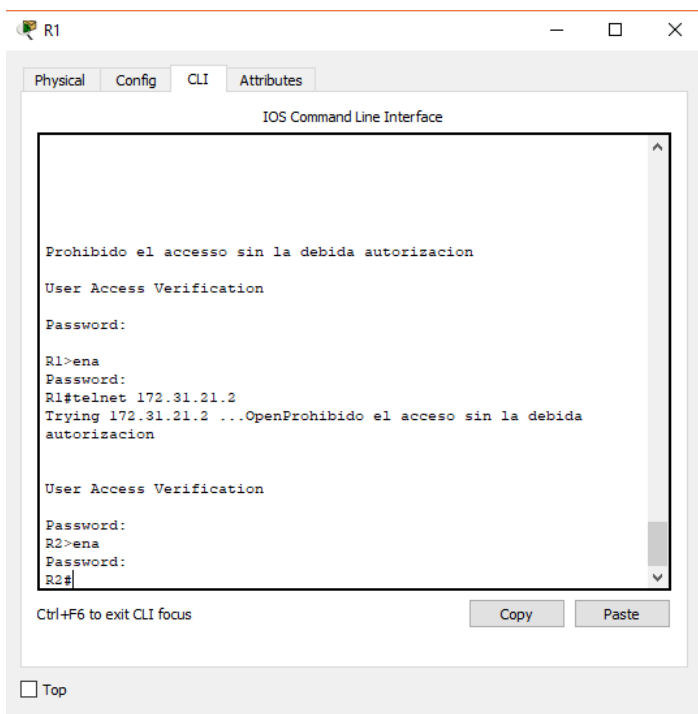 R1
Physical Config CLI Attributes
IOS Command Line Interface
Prohibido el accesso sin la debida autorizacion
User Access Verification
Password:
R1>ena
Password:
R1#telnet 172.31.21.2
Trying 172.31.21.2 ...OpenProhibido el acceso sin la debida
autorizacion
User Access Verification
Password:
R2>ena
Password:
R2#
Ctrl+F6 to exit CLI focus
Copy Paste
Top